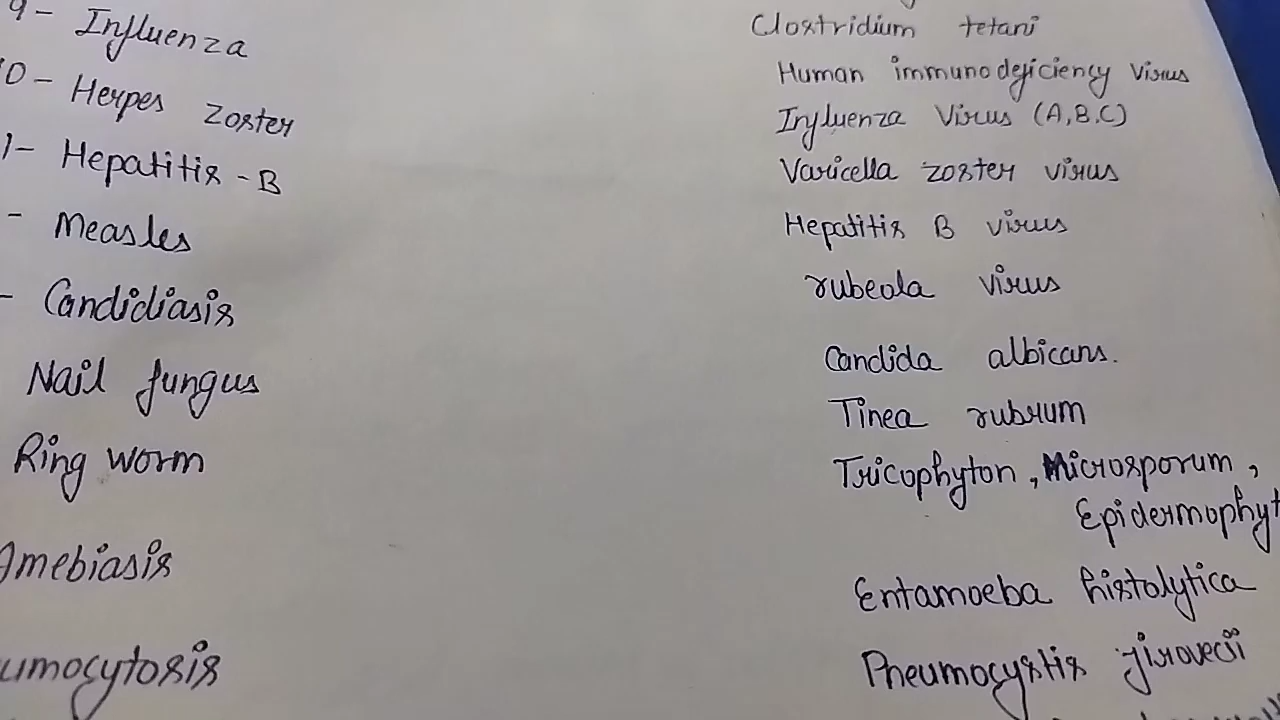 Clostridium tetani
Human immunodeficiency virus
9- Influenza Influenza Virus (A,B,C)
10- Herpes Zoster Varicella zoster virus
1- Hepatitis -B Hepatitis B virus
- Measles rubeola virus
- Candidiasis Candida albicans.
Nail fungus Tinea rubrum
Ring worm Tricophyton, Microsporum,
Epidermophyt
Amebiasis Entamoeba histolytica
umocytosis Pneumocystis jirovecii